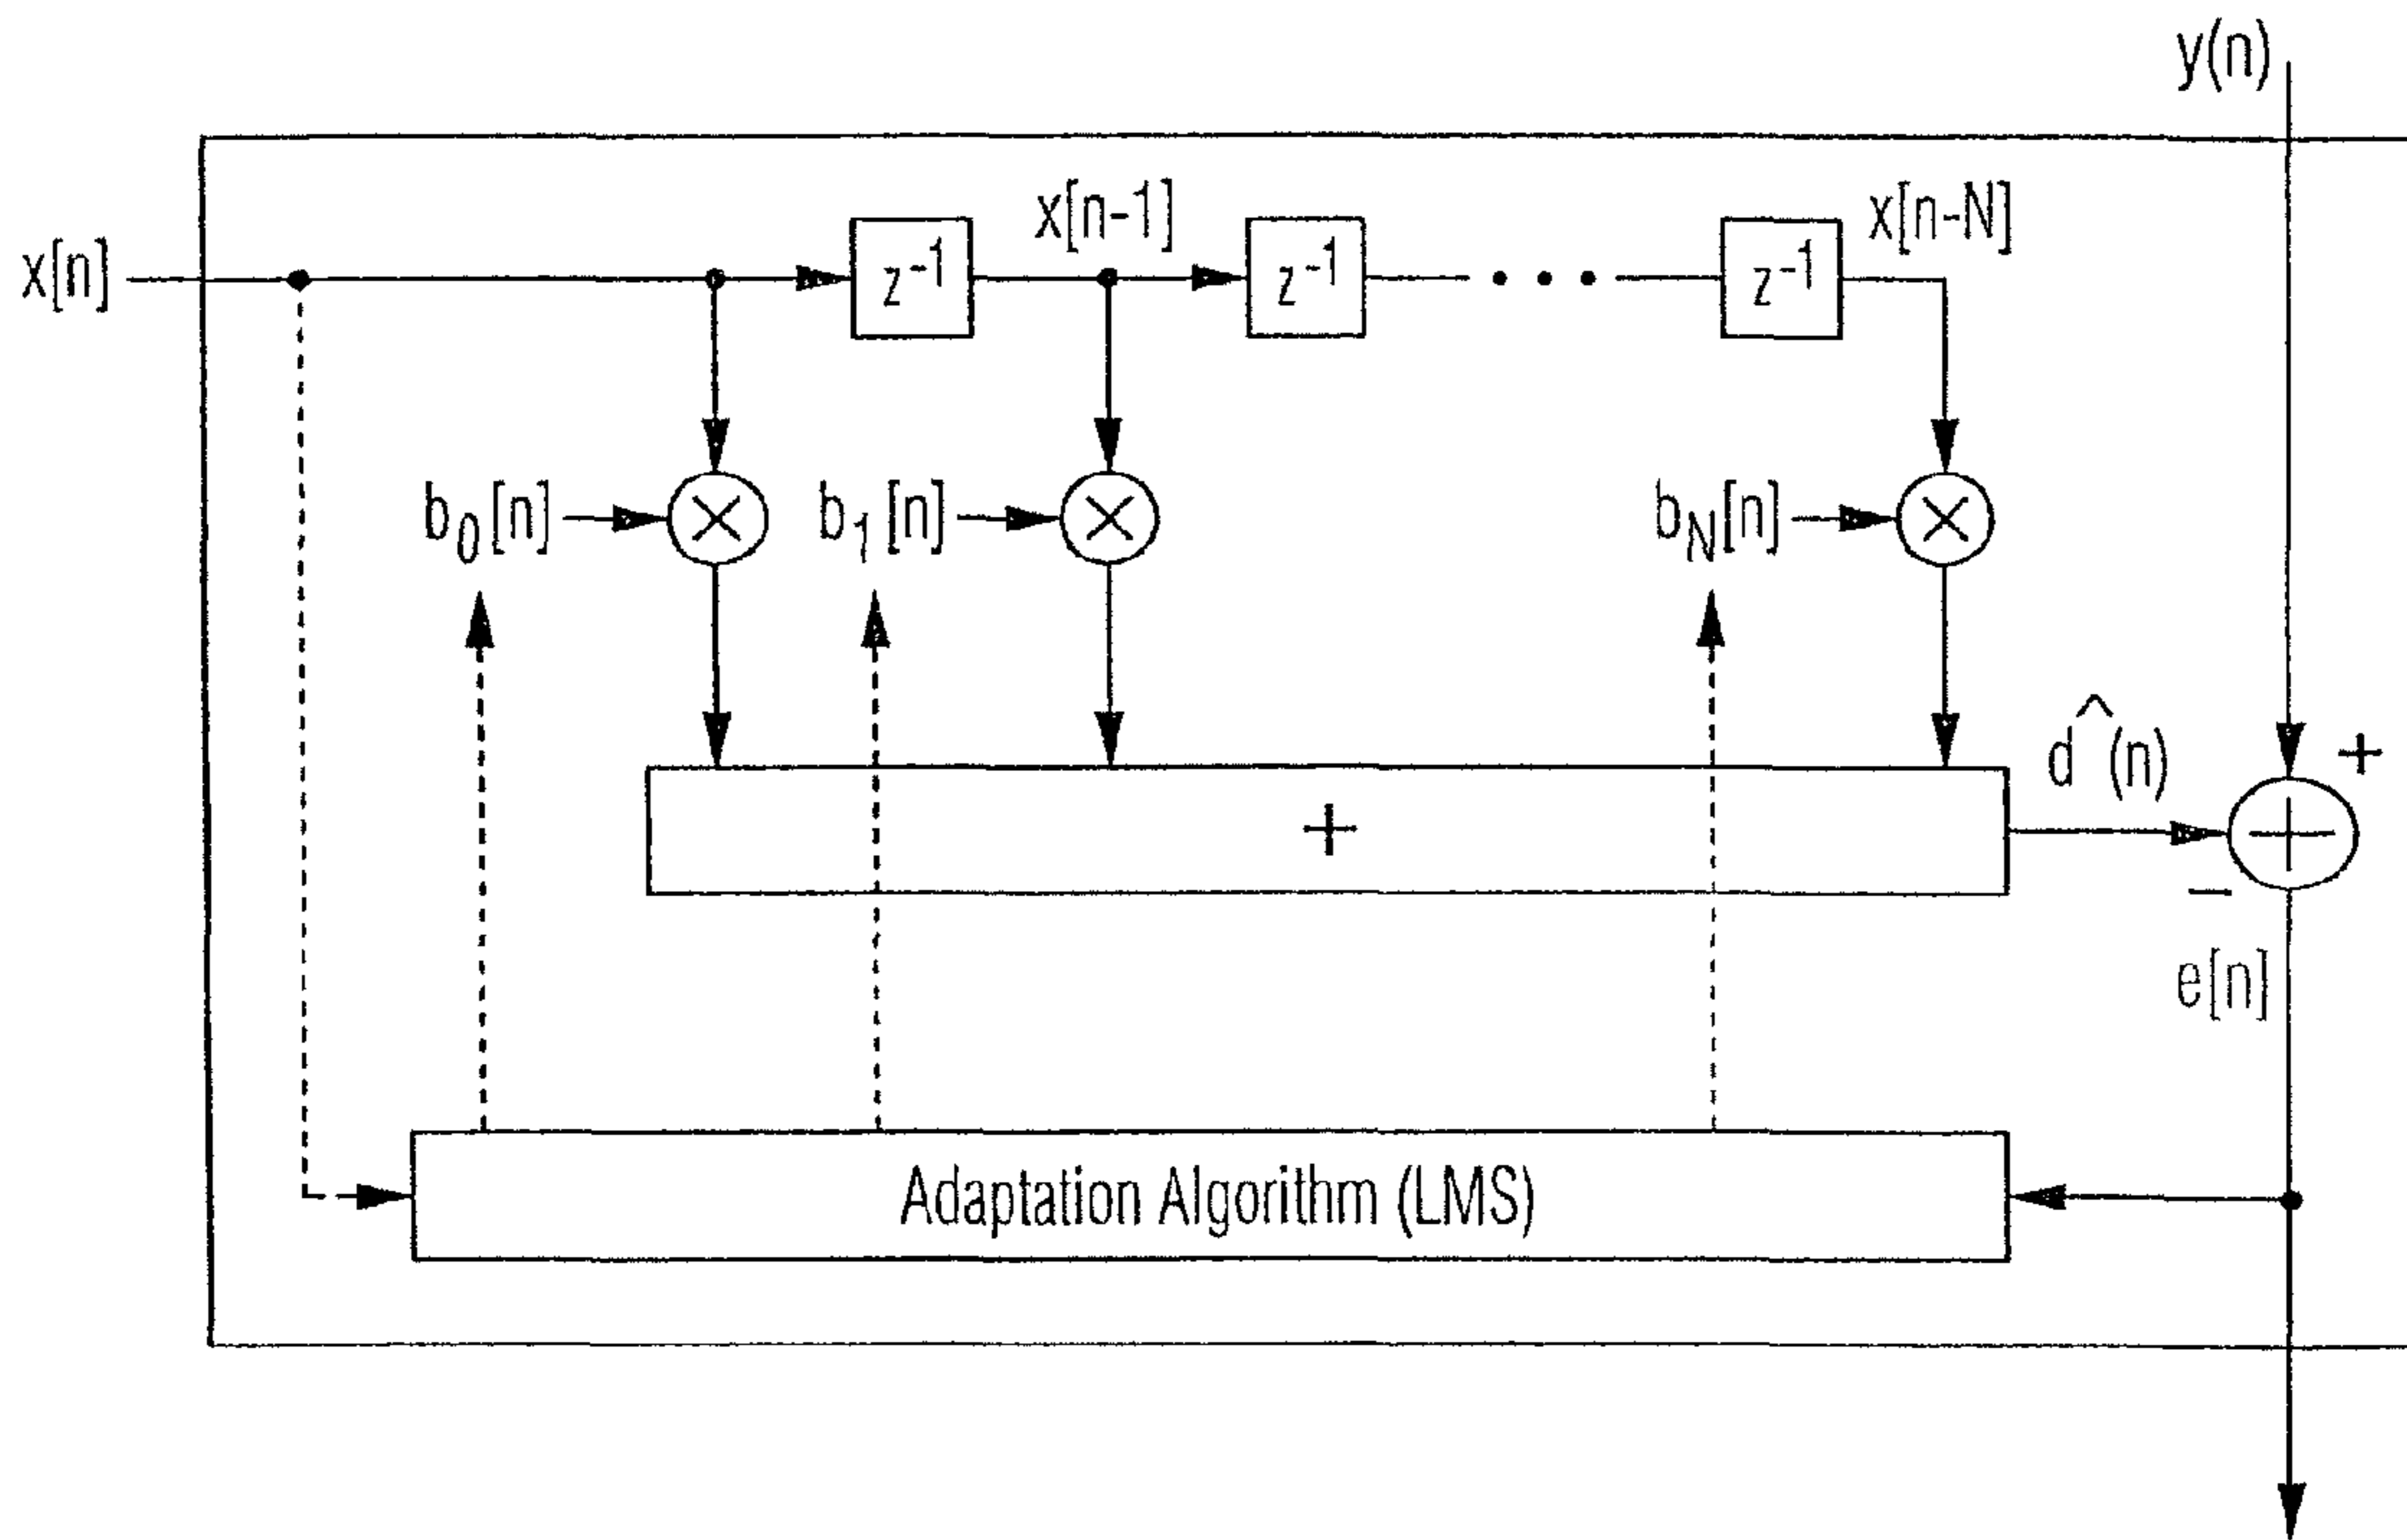 y(n)
x[n-1]
x[n-N]
x[n]
z⁻¹
z⁻¹
• • •
z⁻¹
b₀[n]
b₁[n]
b_N[n]
d^(n)
+
+
−
e[n]
Adaptation Algorithm (LMS)